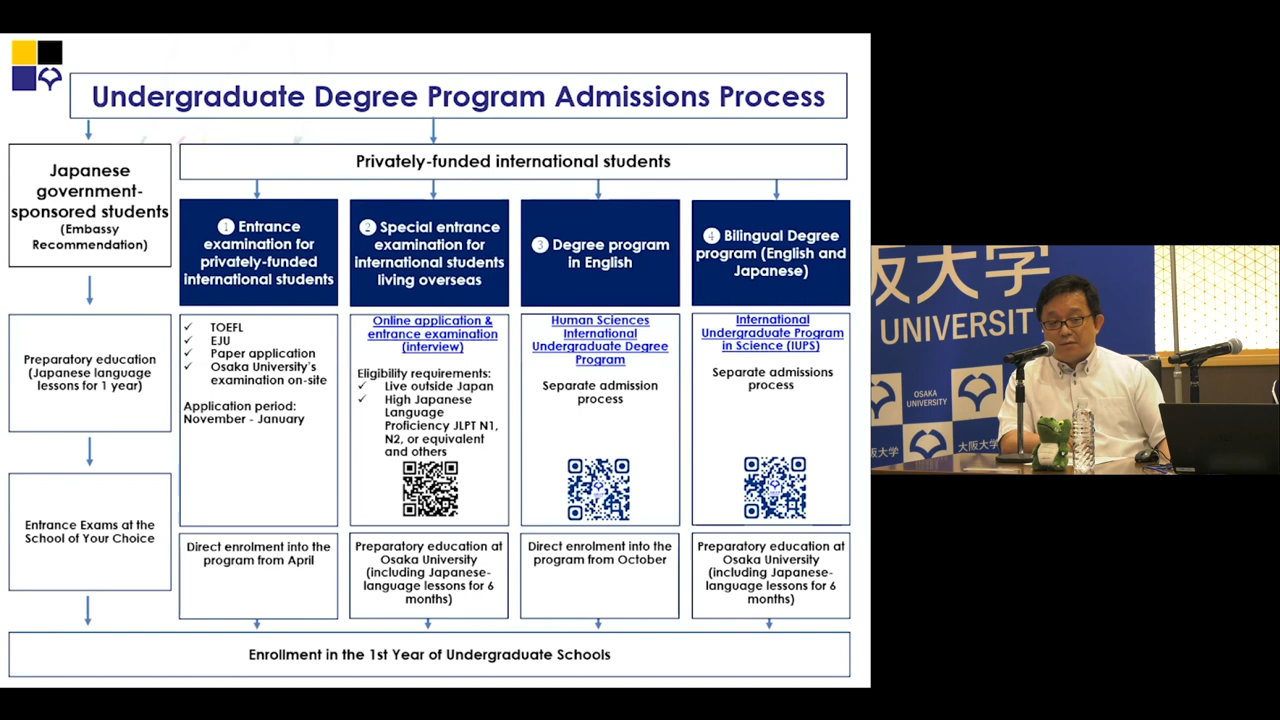 Undergraduate Degree Program Admissions Process
Japanese
government-
sponsored students
(Embassy
Recommendation)
Preparatory education
(Japanese language
lessons for 1 year)
Entrance Exams at the
School of Your Choice
Privately-funded international students
1 Entrance
examination for
privately-funded
international students
✓ TOEFL
✓ EJU
✓ Paper application
✓ Osaka University's
examination on-site
Application period:
November - January
Direct enrolment into the
program from April
2 Special entrance
examination for
international students
living overseas
Online application &
entrance examination
(interview)
Eligibility requirements:
✓ Live outside Japan
✓ High Japanese
Language
Proficiency JLPT N1,
N2, or equivalent
and others
Preparatory education at
Osaka University
(including Japanese-
language lessons for 6
months)
3 Degree program
in English
Human Sciences
International
Undergraduate Degree
Program
Separate admission
process
Direct enrolment into the
program from October
4 Bilingual Degree
program (English and
Japanese)
International
Undergraduate Program
in Science (IUPS)
Separate admissions
process
Preparatory education at
Osaka University
(including Japanese-
language lessons for 6
months)
Enrollment in the 1st Year of Undergraduate Schools
阪大学
UNIVERSITY
OSAKA
UNIVERSITY
大阪大学